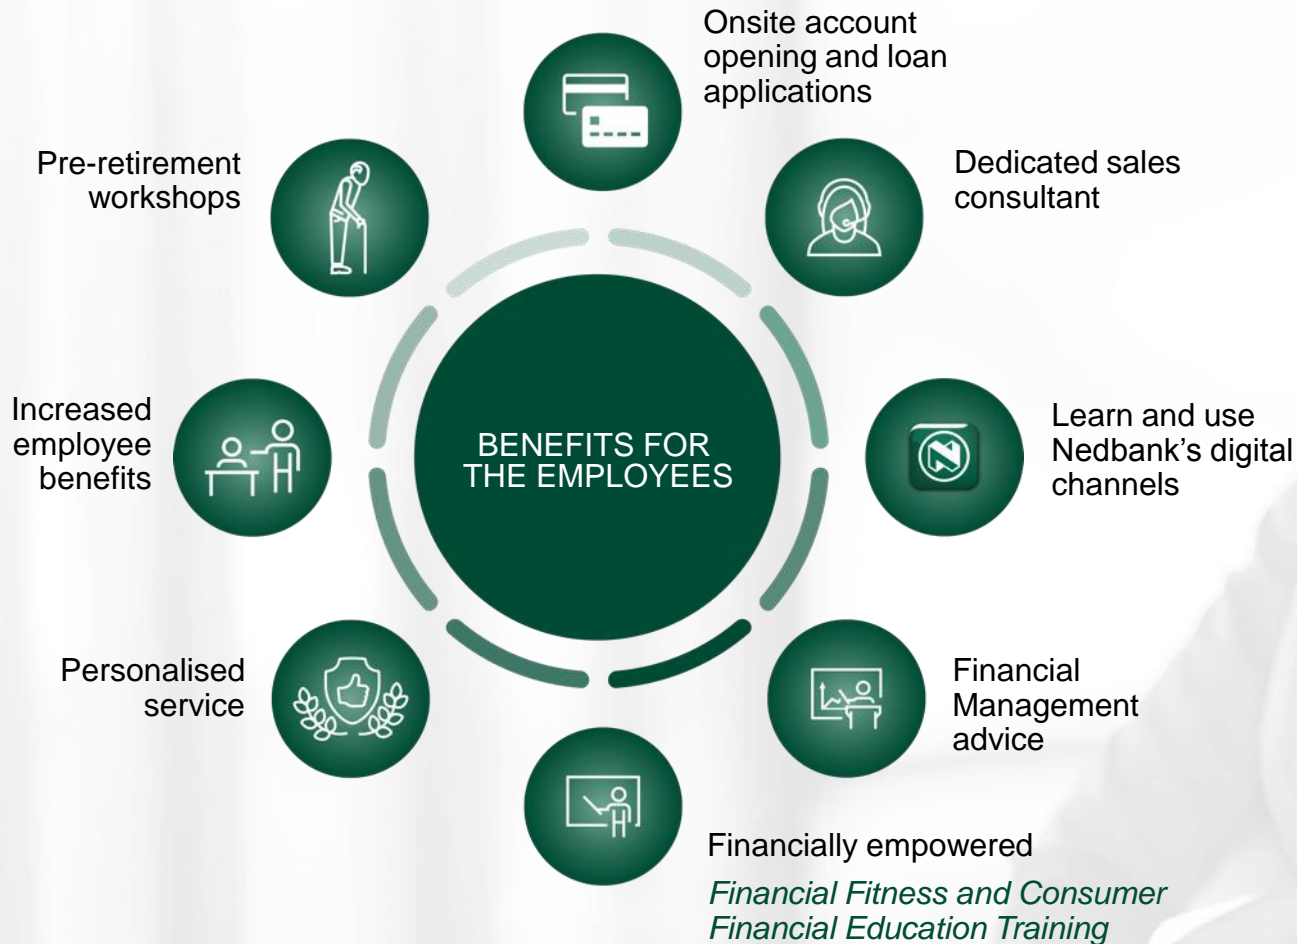 Onsite account
opening and loan
applications
Dedicated sales
consultant
Learn and use
Nedbank’s digital
channels
Financial
Management
advice
Financially empowered
Financial Fitness and Consumer
Financial Education Training
Personalised
service
Increased
employee
benefits
Pre-retirement
workshops
BENEFITS FOR
THE EMPLOYEES